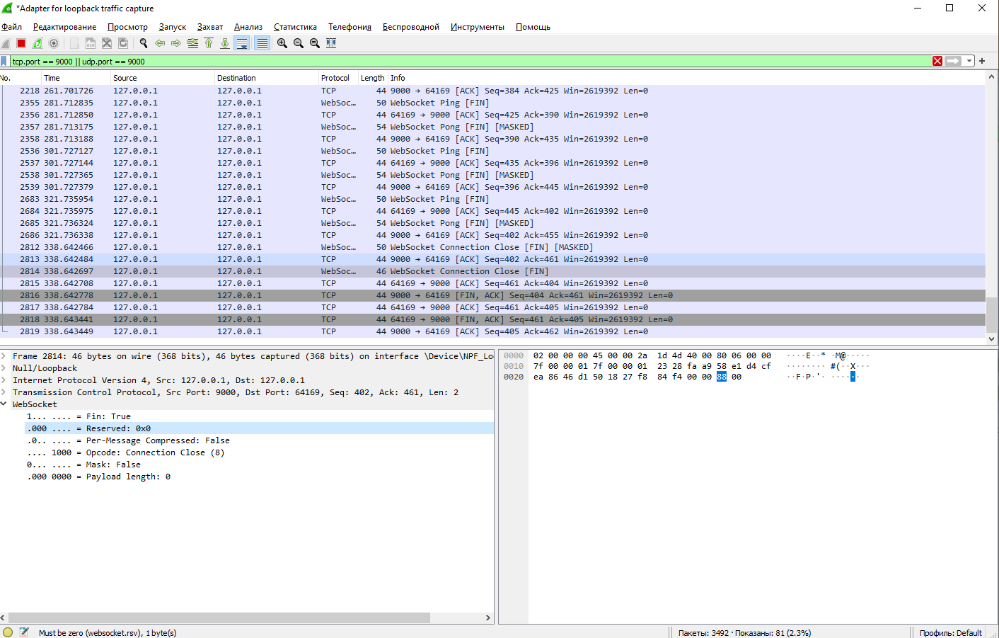 *Adapter for loopback traffic capture
Файл Редактирование Просмотр Запуск Захват Анализ Статистика Телефония Беспроводной Инструменты Помощь
tcp.port == 9000 || udp.port == 9000
No. Time Source Destination Protocol Length Info
2218 261.701726 127.0.0.1 127.0.0.1 TCP 44 9000 → 64169 [ACK] Seq=384 Ack=425 Win=2619392 Len=0
2355 281.712835 127.0.0.1 127.0.0.1 WebSoc… 50 WebSocket Ping [FIN]
2356 281.712850 127.0.0.1 127.0.0.1 TCP 44 64169 → 9000 [ACK] Seq=425 Ack=390 Win=2619392 Len=0
2357 281.713175 127.0.0.1 127.0.0.1 WebSoc… 54 WebSocket Pong [FIN] [MASKED]
2358 281.713188 127.0.0.1 127.0.0.1 TCP 44 9000 → 64169 [ACK] Seq=390 Ack=435 Win=2619392 Len=0
2536 301.727127 127.0.0.1 127.0.0.1 WebSoc… 50 WebSocket Ping [FIN]
2537 301.727144 127.0.0.1 127.0.0.1 TCP 44 64169 → 9000 [ACK] Seq=435 Ack=396 Win=2619392 Len=0
2538 301.727365 127.0.0.1 127.0.0.1 WebSoc… 54 WebSocket Pong [FIN] [MASKED]
2539 301.727379 127.0.0.1 127.0.0.1 TCP 44 9000 → 64169 [ACK] Seq=396 Ack=445 Win=2619392 Len=0
2683 321.735954 127.0.0.1 127.0.0.1 WebSoc… 50 WebSocket Ping [FIN]
2684 321.735975 127.0.0.1 127.0.0.1 TCP 44 64169 → 9000 [ACK] Seq=445 Ack=402 Win=2619392 Len=0
2685 321.736324 127.0.0.1 127.0.0.1 WebSoc… 54 WebSocket Pong [FIN] [MASKED]
2686 321.736338 127.0.0.1 127.0.0.1 TCP 44 9000 → 64169 [ACK] Seq=402 Ack=455 Win=2619392 Len=0
2812 338.642466 127.0.0.1 127.0.0.1 WebSoc… 50 WebSocket Connection Close [FIN] [MASKED]
2813 338.642484 127.0.0.1 127.0.0.1 TCP 44 9000 → 64169 [ACK] Seq=402 Ack=461 Win=2619392 Len=0
2814 338.642697 127.0.0.1 127.0.0.1 WebSoc… 46 WebSocket Connection Close [FIN]
2815 338.642708 127.0.0.1 127.0.0.1 TCP 44 64169 → 9000 [ACK] Seq=461 Ack=404 Win=2619392 Len=0
2816 338.642778 127.0.0.1 127.0.0.1 TCP 44 9000 → 64169 [FIN, ACK] Seq=404 Ack=461 Win=2619392 Len=0
2817 338.642784 127.0.0.1 127.0.0.1 TCP 44 64169 → 9000 [ACK] Seq=461 Ack=405 Win=2619392 Len=0
2818 338.643441 127.0.0.1 127.0.0.1 TCP 44 64169 → 9000 [FIN, ACK] Seq=461 Ack=405 Win=2619392 Len=0
2819 338.643449 127.0.0.1 127.0.0.1 TCP 44 9000 → 64169 [ACK] Seq=405 Ack=462 Win=2619392 Len=0
Frame 2814: 46 bytes on wire (368 bits), 46 bytes captured (368 bits) on interface \Device\NPF_Lo
Null/Loopback
Internet Protocol Version 4, Src: 127.0.0.1, Dst: 127.0.0.1
Transmission Control Protocol, Src Port: 9000, Dst Port: 64169, Seq: 402, Ack: 461, Len: 2
WebSocket
1... .... = Fin: True
.000 .... = Reserved: 0x0
.0.. .... = Per-Message Compressed: False
.... 1000 = Opcode: Connection Close (8)
0... .... = Mask: False
.000 0000 = Payload length: 0
0000 02 00 00 00 45 00 00 2a 1d 4d 40 00 80 06 00 00 ····E··* ·M@·····
0010 7f 00 00 01 7f 00 00 01 23 28 fa a9 58 e1 d4 cf ········ #(··X···
0020 ea 86 46 d1 50 18 27 f8 84 f4 00 00 88 00 ··F·P·'· ······
Must be zero (websocket.rsv), 1 byte(s)
Пакеты: 3492 · Показаны: 81 (2.3%)
Профиль: Default